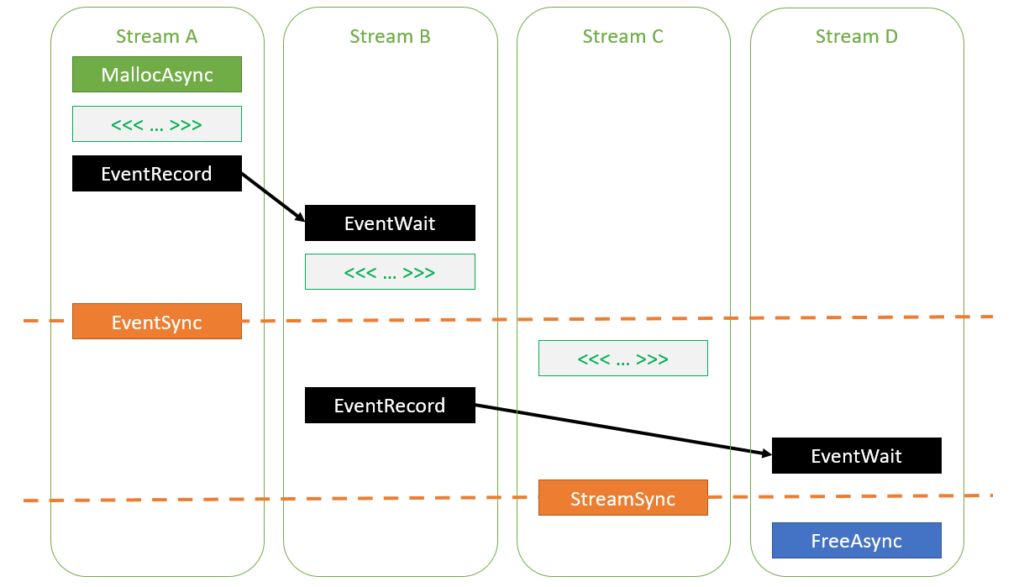 Stream A
Stream B
Stream C
Stream D
MallocAsync
<<< ... >>>
EventRecord
EventWait
<<< ... >>>
EventSync
<<< ... >>>
EventRecord
EventWait
StreamSync
FreeAsync